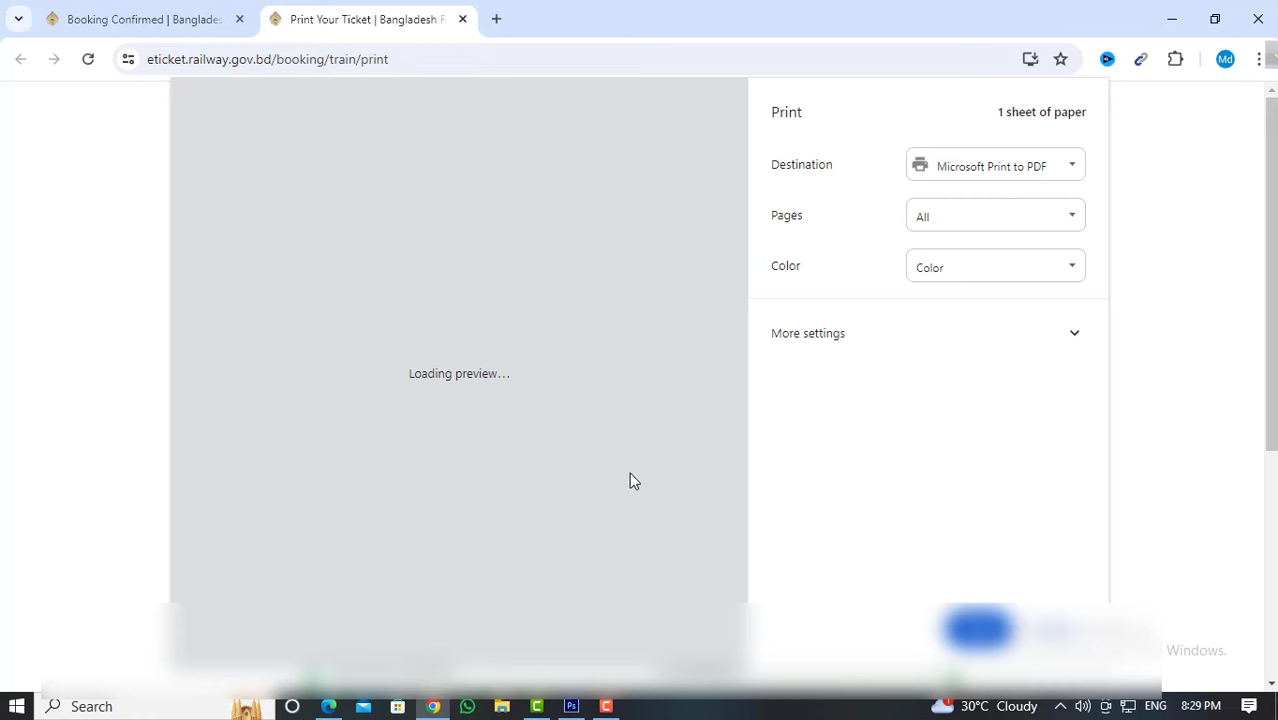 Booking Confirmed | Banglades
Print Your Ticket | Bangladesh R
eticket.railway.gov.bd/booking/train/print
Md
Print
1 sheet of paper
Destination
Microsoft Print to PDF
Pages
All
Color
Color
More settings
Loading preview...
Windows.
Search
30°C Cloudy
ENG
8:29 PM